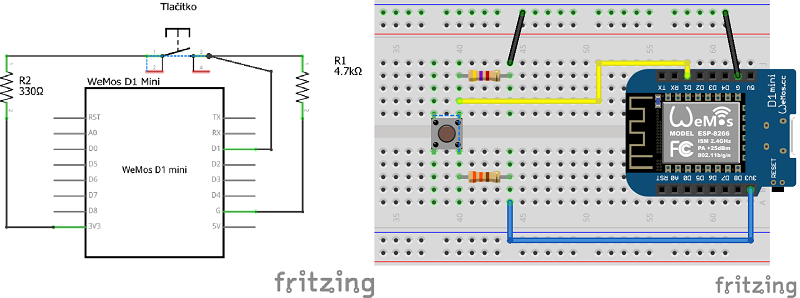 Tlačítko
R2
330Ω
R1
4.7kΩ
WeMos D1 Mini
RST
A0
D0
D5
D6
D7
D8
3V3
TX
RX
D1
D2
D3
D4
G
5V
WeMos D1 mini
fritzing
35
40
45
50
55
60
TX
RX
D1
D2
D3
D4
G
5V
WeMos
MODEL ESP-8266
ISM 2.4GHz
PA +25dBm
802.11b/g/n
FC
RST
A0
D0
D5
D6
D7
D8
3V3
D1mini
WeMos.cc
RESET
35
40
45
50
55
60
fritzing